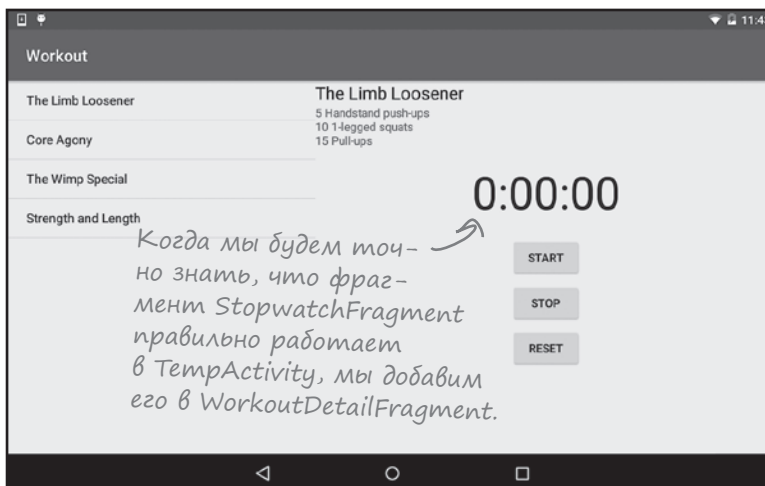 11:4
Workout
The Limb Loosener
Core Agony
The Wimp Special
Strength and Length
The Limb Loosener
5 Handstand push-ups
10 1-legged squats
15 Pull-ups
0:00:00
START
STOP
RESET
Когда мы будем точ-
но знать, что фраг-
мент StopwatchFragment
правильно работает
в TempActivity, мы добавим
его в WorkoutDetailFragment.